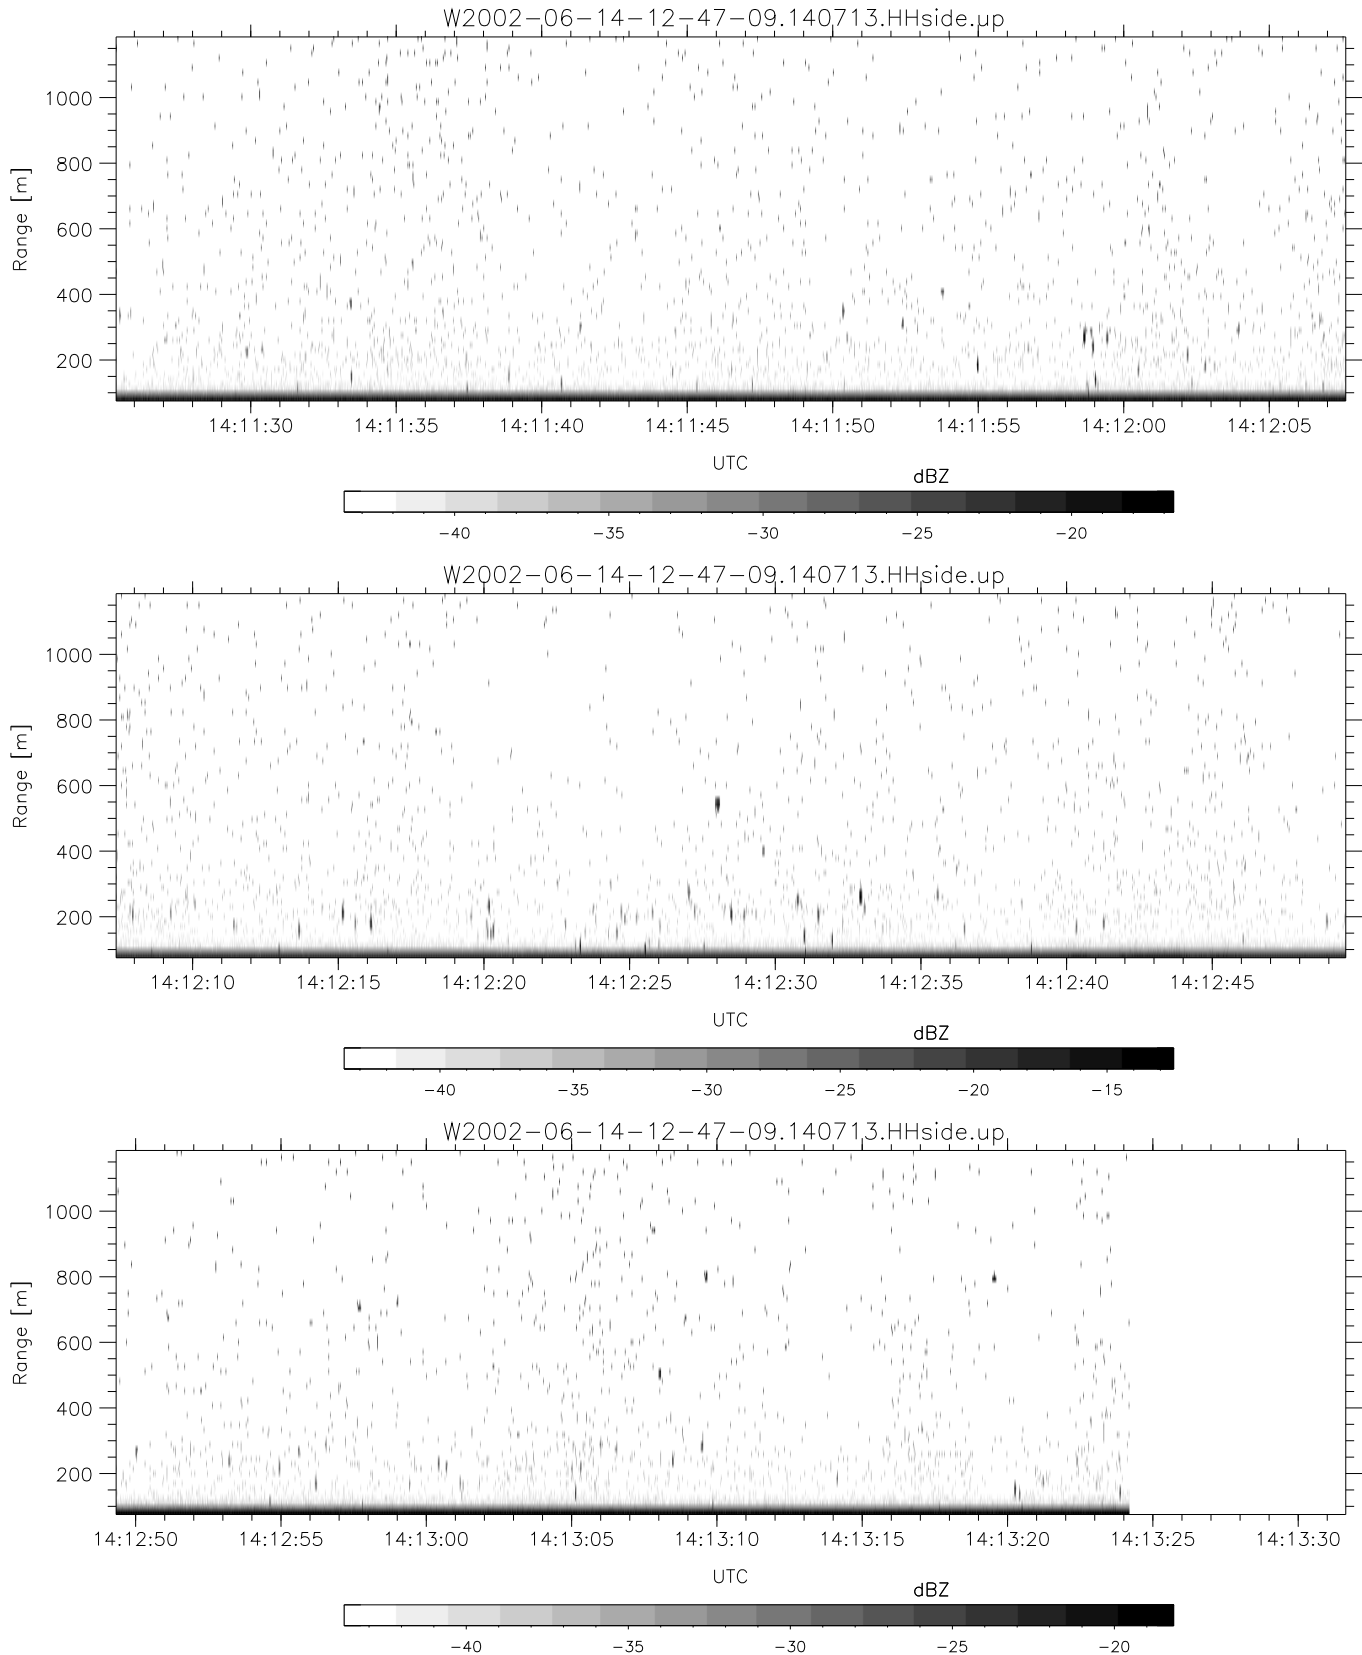 W2002-06-14-12-47-09.140713.HHside.up
1000
800
600
400
200
Range [m]
14:11:30 14:11:35 14:11:40 14:11:45 14:11:50 14:11:55 14:12:00 14:12:05
UTC
dBZ
-40 -35 -30 -25 -20
W2002-06-14-12-47-09.140713.HHside.up
1000
800
600
400
200
Range [m]
14:12:10 14:12:15 14:12:20 14:12:25 14:12:30 14:12:35 14:12:40 14:12:45
UTC
dBZ
-40 -35 -30 -25 -20 -15
W2002-06-14-12-47-09.140713.HHside.up
1000
800
600
400
200
Range [m]
14:12:50 14:12:55 14:13:00 14:13:05 14:13:10 14:13:15 14:13:20 14:13:25 14:13:30
UTC
dBZ
-40 -35 -30 -25 -20